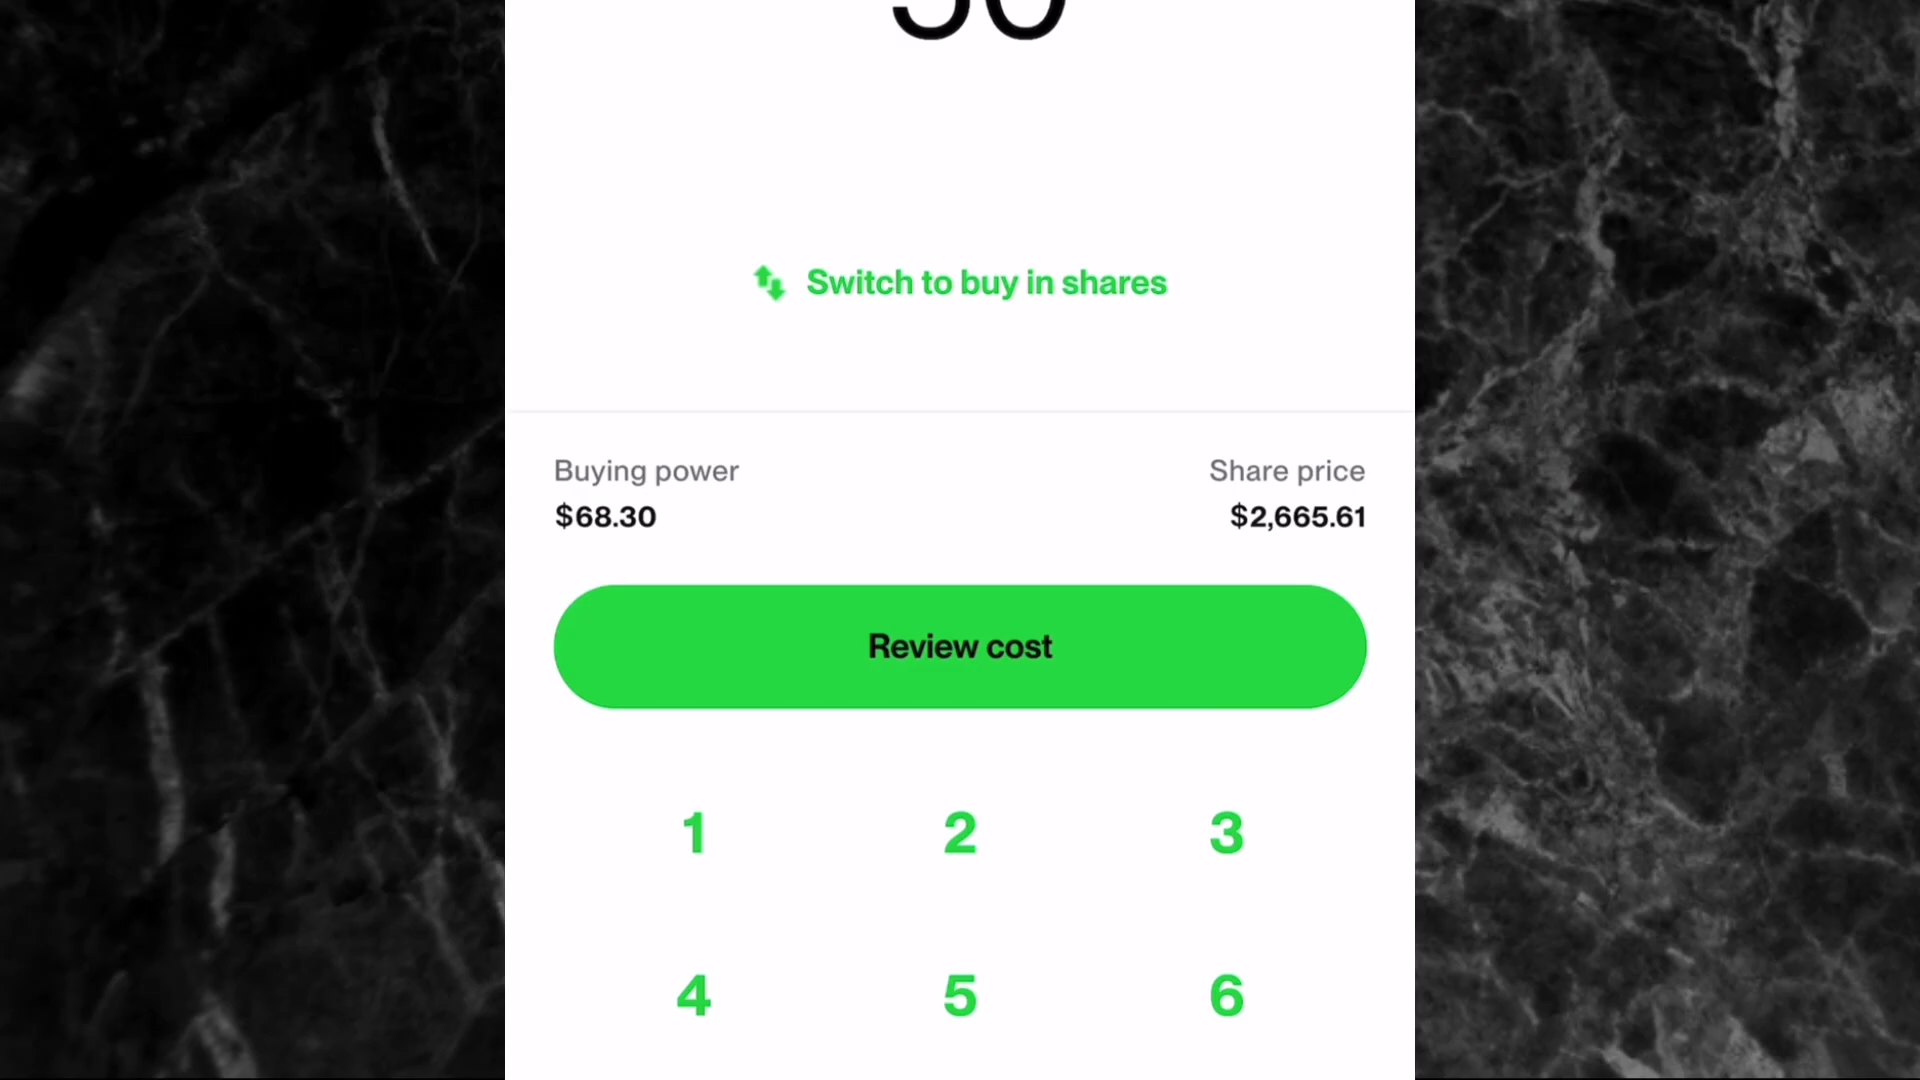 Switch to buy in shares
Buying power
Share price
$68.30
$2,665.61
Review cost
1 2 3
4 5 6